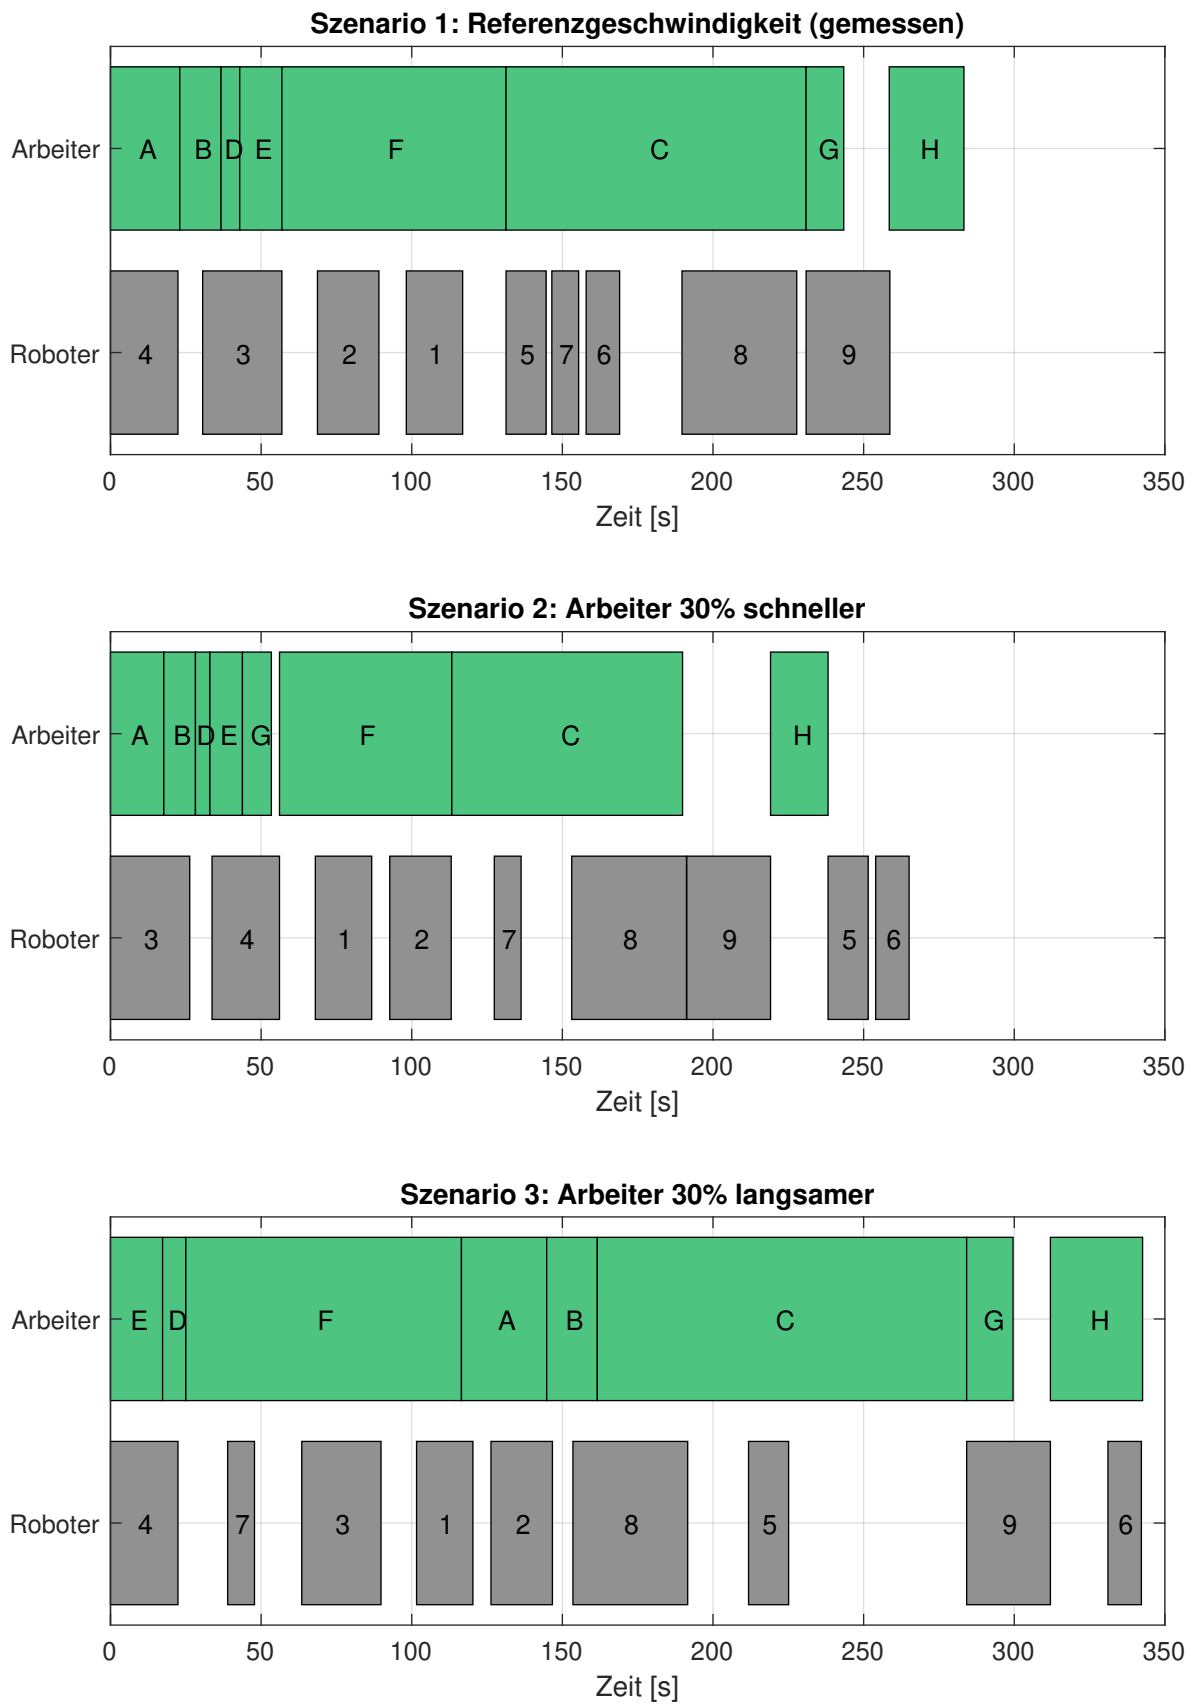 Szenario 1: Referenzgeschwindigkeit (gemessen)
Arbeiter
A B D E F C G H
Roboter
4 3 2 1 5 7 6 8 9
0 50 100 150 200 250 300 350
Zeit [s]
Szenario 2: Arbeiter 30% schneller
Arbeiter
A B D E G F C H
Roboter
3 4 1 2 7 8 9 5 6
0 50 100 150 200 250 300 350
Zeit [s]
Szenario 3: Arbeiter 30% langsamer
Arbeiter
E D F A B C G H
Roboter
4 7 3 1 2 8 5 9 6
0 50 100 150 200 250 300 350
Zeit [s]